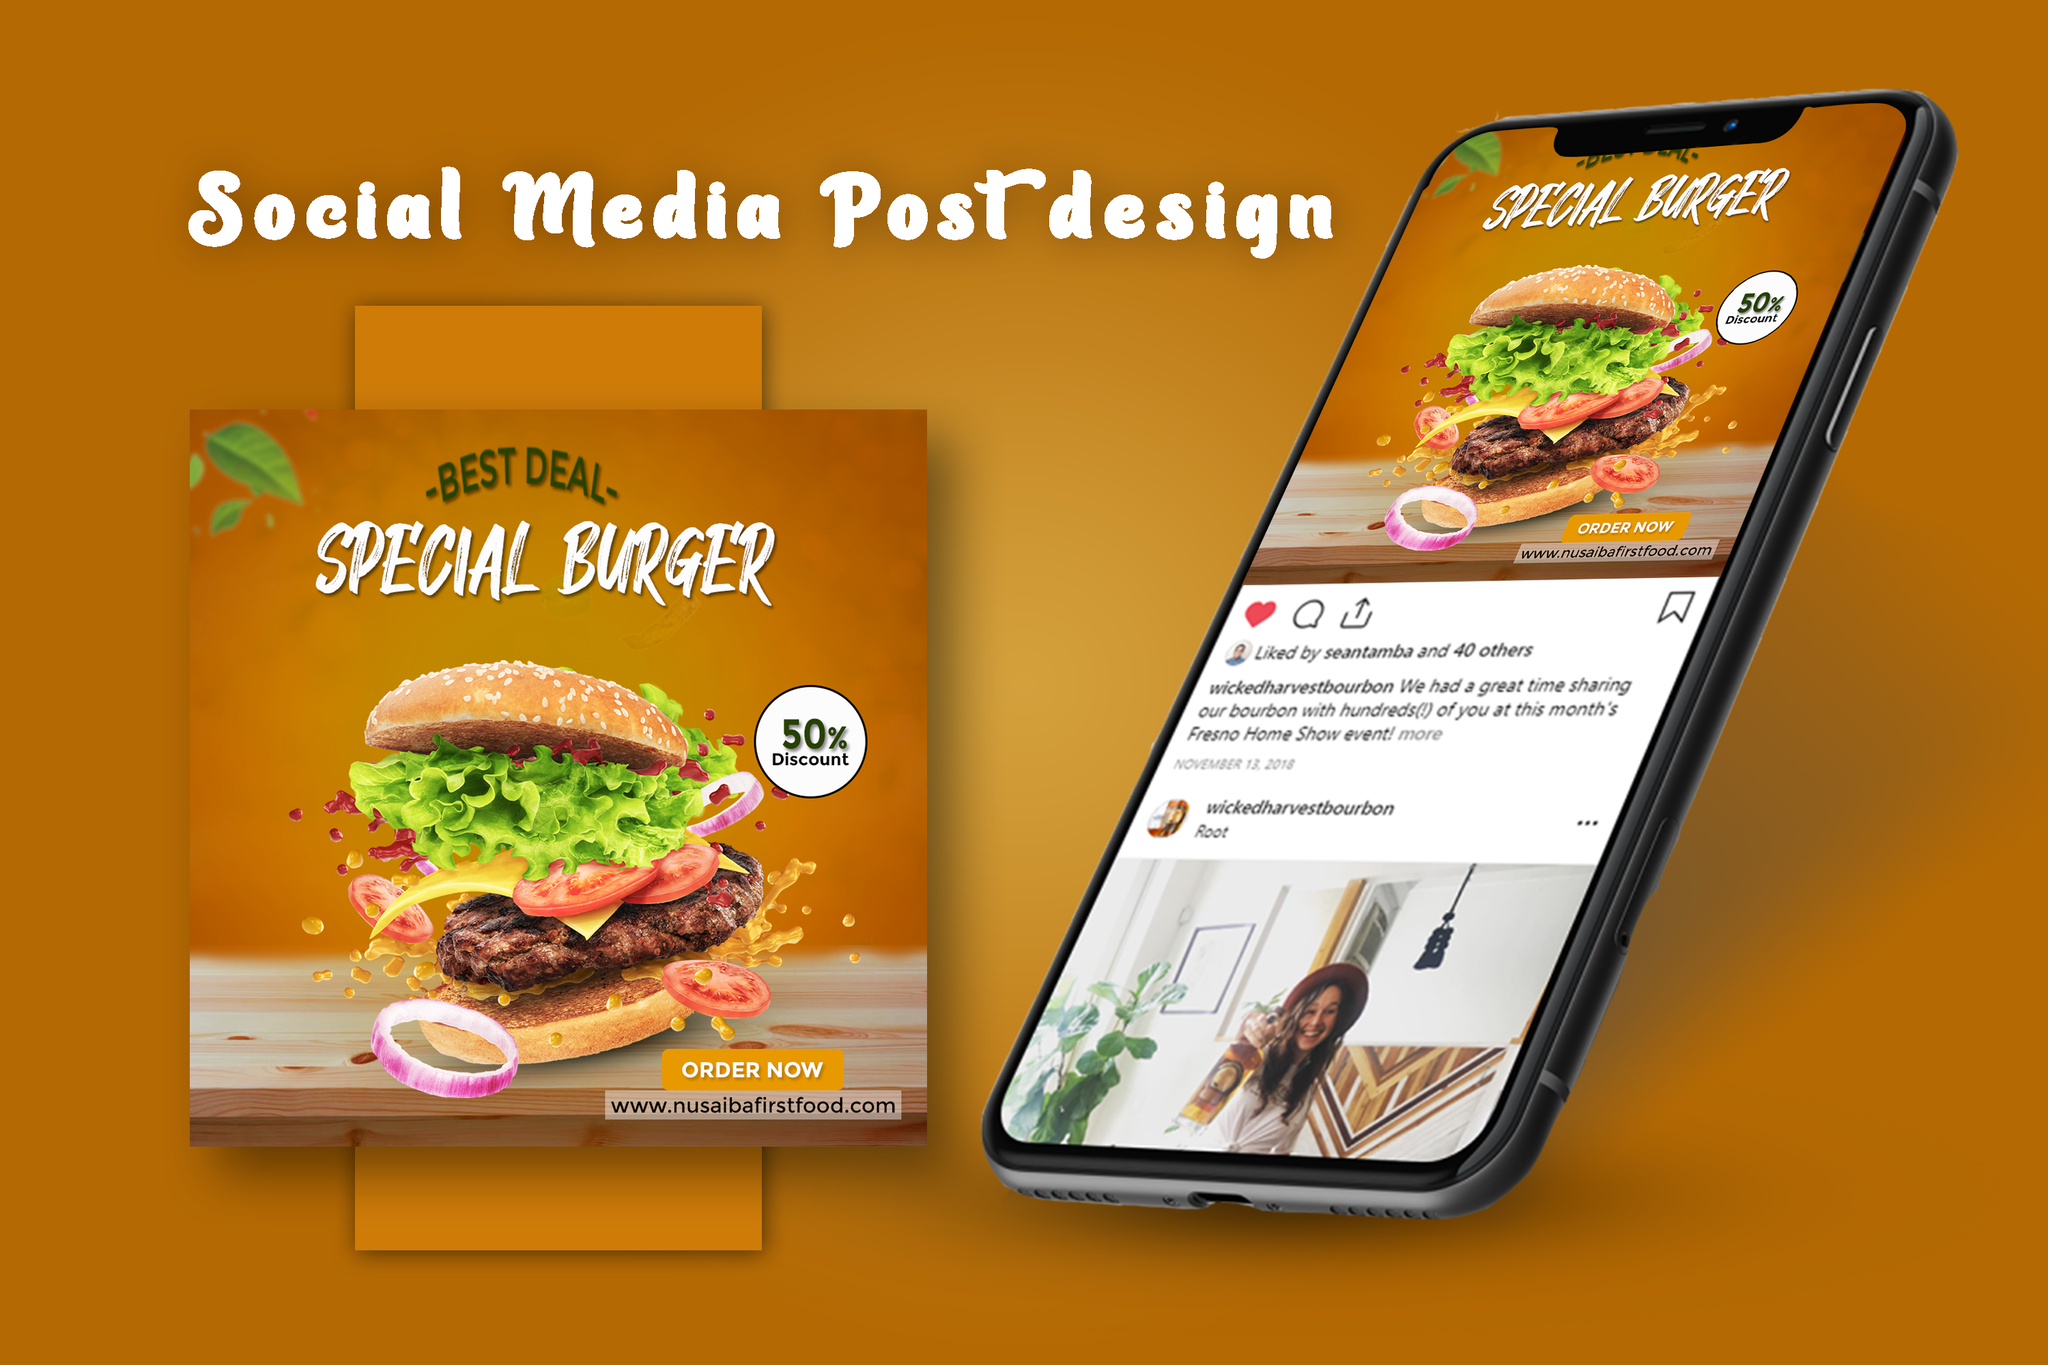 Social Media Post design
-BEST DEAL-
SPECIAL BURGER
50%
Discount
ORDER NOW
www.nusaibafirstfood.com
-BEST DEAL-
SPECIAL BURGER
50%
Discount
ORDER NOW
www.nusaibafirstfood.com
Liked by seantamba and 40 others
wickedharvestbourbon We had a great time sharing
our bourbon with hundreds(!) of you at this month's
Fresno Home Show event! more
NOVEMBER 13, 2018
wickedharvestbourbon
Root